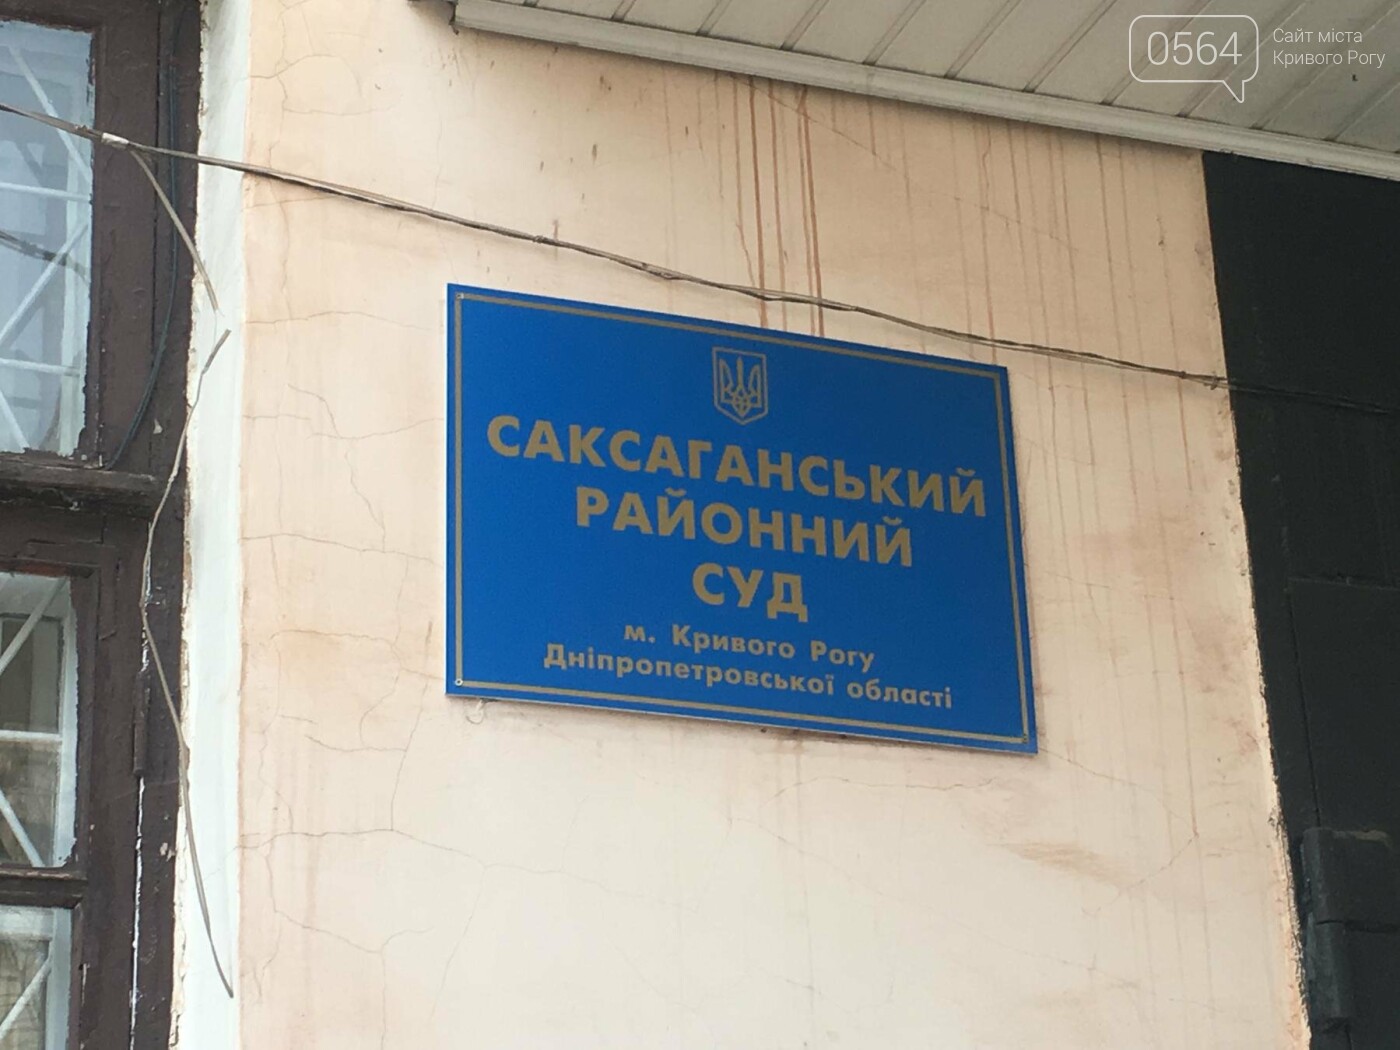 0564
Сайт міста
Кривого Рогу
САКСАГАНСЬКИЙ
РАЙОННИЙ
СУД
м. Кривого Рогу
Дніпропетровської області